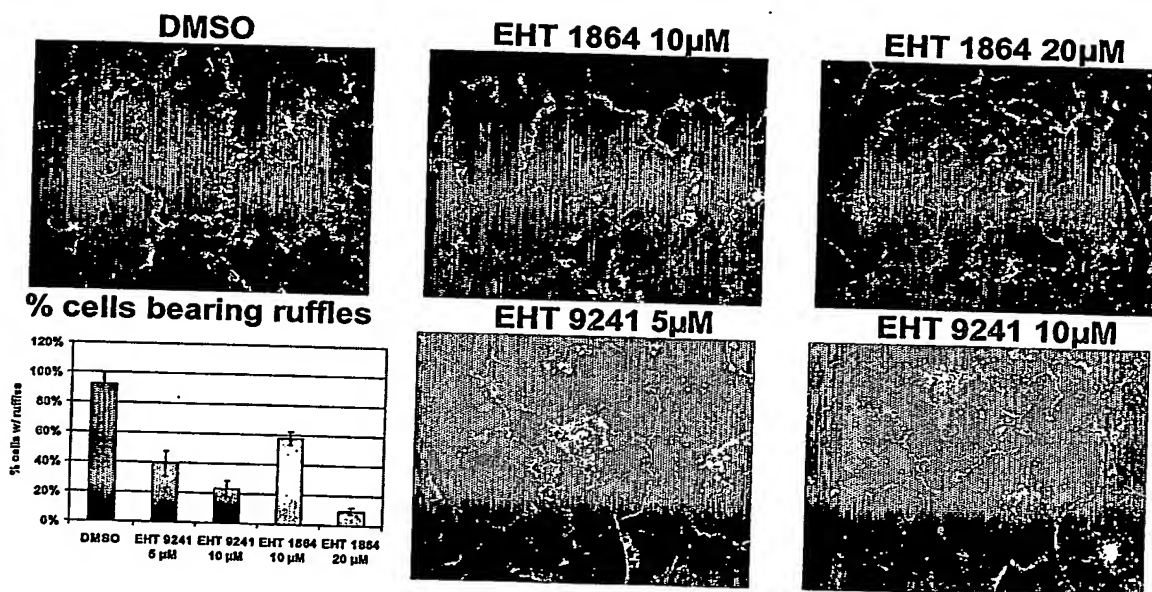 DMSO
EHT 1864 10µM
EHT 1864 20µM
% cells bearing ruffles
120%
100%
80%
60%
40%
20%
0%
% cells w/ ruffles
DMSO
EHT 9241
5 µM
EHT 9241
10 µM
EHT 1864
10 µM
EHT 1864
20 µM
EHT 9241 5µM
EHT 9241 10µM